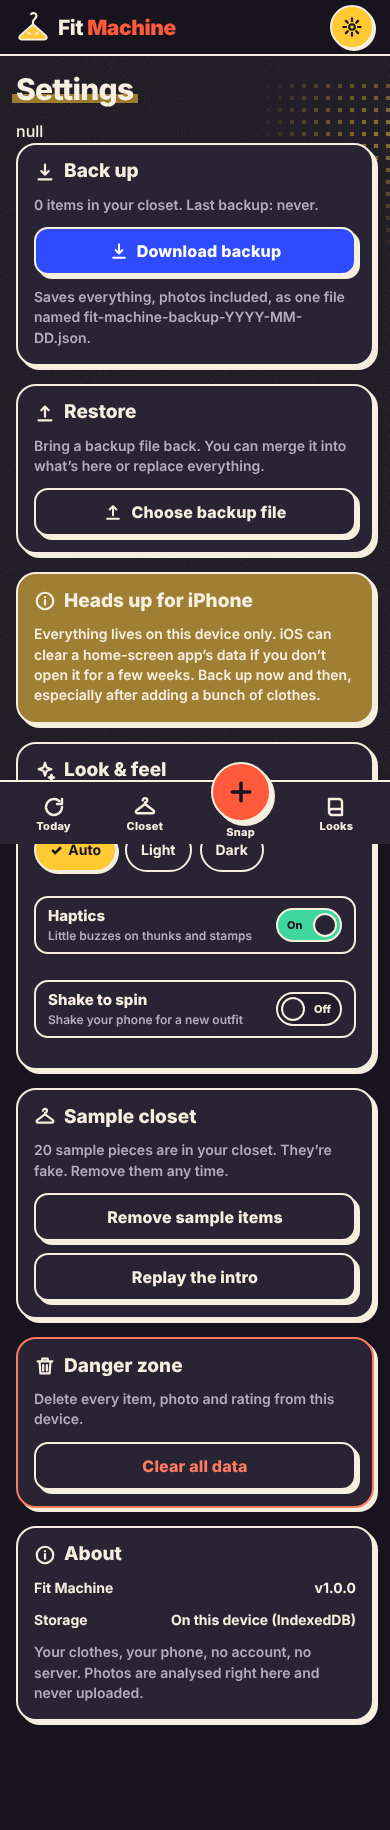 Fit Machine
Settings
null
Back up
0 items in your closet. Last backup: never.
Download backup
Saves everything, photos included, as one file
named fit-machine-backup-YYYY-MM-
DD.json.
Restore
Bring a backup file back. You can merge it into
what’s here or replace everything.
Choose backup file
Heads up for iPhone
Everything lives on this device only. iOS can
clear a home-screen app’s data if you don’t
open it for a few weeks. Back up now and then,
especially after adding a bunch of clothes.
Look & feel
Today
Closet
Snap
Looks
Auto
Light
Dark
Haptics
Little buzzes on thunks and stamps
On
Shake to spin
Shake your phone for a new outfit
Off
Sample closet
20 sample pieces are in your closet. They’re
fake. Remove them any time.
Remove sample items
Replay the intro
Danger zone
Delete every item, photo and rating from this
device.
Clear all data
About
Fit Machine v1.0.0
Storage On this device (IndexedDB)
Your clothes, your phone, no account, no
server. Photos are analysed right here and
never uploaded.